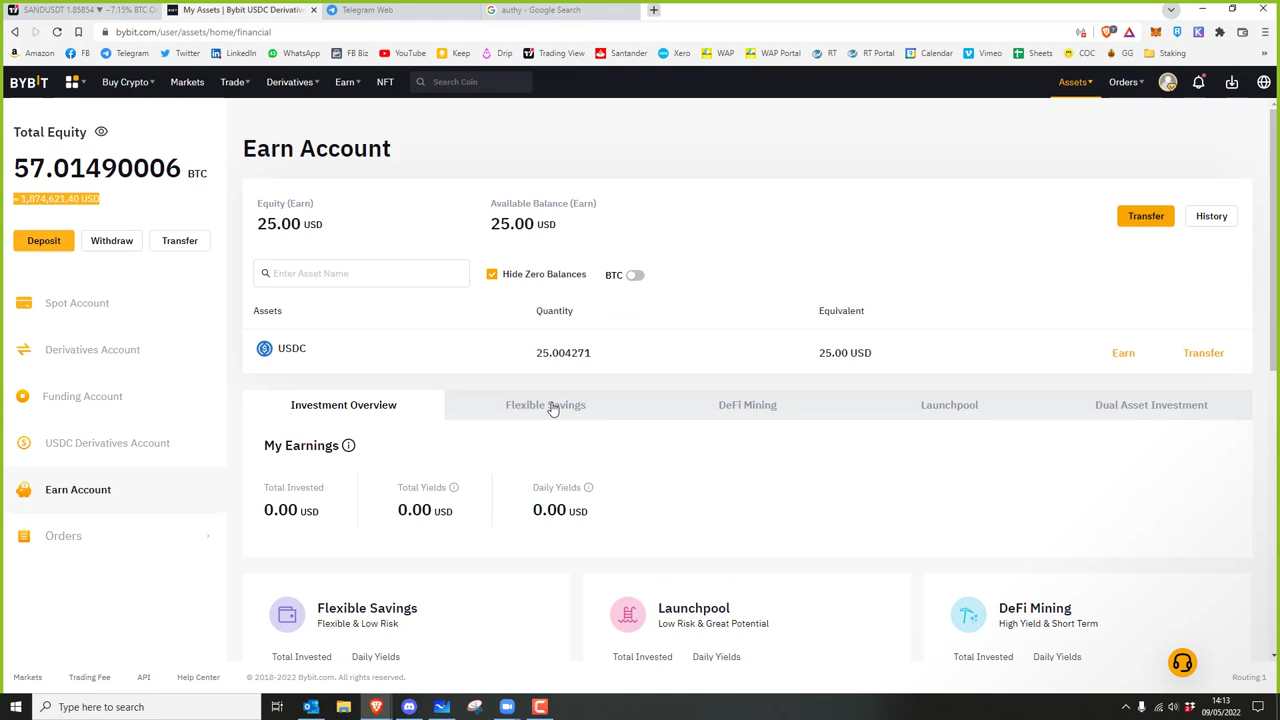 SANDUSDT 1.85854 ▼ −7.15% BTC
My Assets | Bybit USDC Derivativ
Telegram Web
authy - Google Search
bybit.com/user/assets/home/financial
Amazon
FB
Telegram
Twitter
LinkedIn
WhatsApp
FB Biz
YouTube
Keep
Drip
Trading View
Santander
Xero
WAP
WAP Portal
RT
RT Portal
Calendar
Vimeo
Sheets
COC
GG
Staking
BYBIT
Buy Crypto
Markets
Trade
Derivatives
Earn
NFT
Search Coin
Assets
Orders
Total Equity
57.01490006 BTC
≈ 1,874,621.40 USD
Deposit
Withdraw
Transfer
Spot Account
Derivatives Account
Funding Account
USDC Derivatives Account
Earn Account
Orders
Earn Account
Equity (Earn)
25.00 USD
Available Balance (Earn)
25.00 USD
Transfer
History
Enter Asset Name
Hide Zero Balances
BTC
Assets
Quantity
Equivalent
USDC
25.004271
25.00 USD
Earn
Transfer
Investment Overview
Flexible Savings
DeFi Mining
Launchpool
Dual Asset Investment
My Earnings
Total Invested
0.00 USD
Total Yields
0.00 USD
Daily Yields
0.00 USD
Flexible Savings
Flexible & Low Risk
Total Invested
Daily Yields
Launchpool
Low Risk & Great Potential
Total Invested
Daily Yields
DeFi Mining
High Yield & Short Term
Total Invested
Daily Yields
Markets
Trading Fee
API
Help Center
© 2018-2022 Bybit.com. All rights reserved.
Routing 1
Type here to search
14:13
09/05/2022